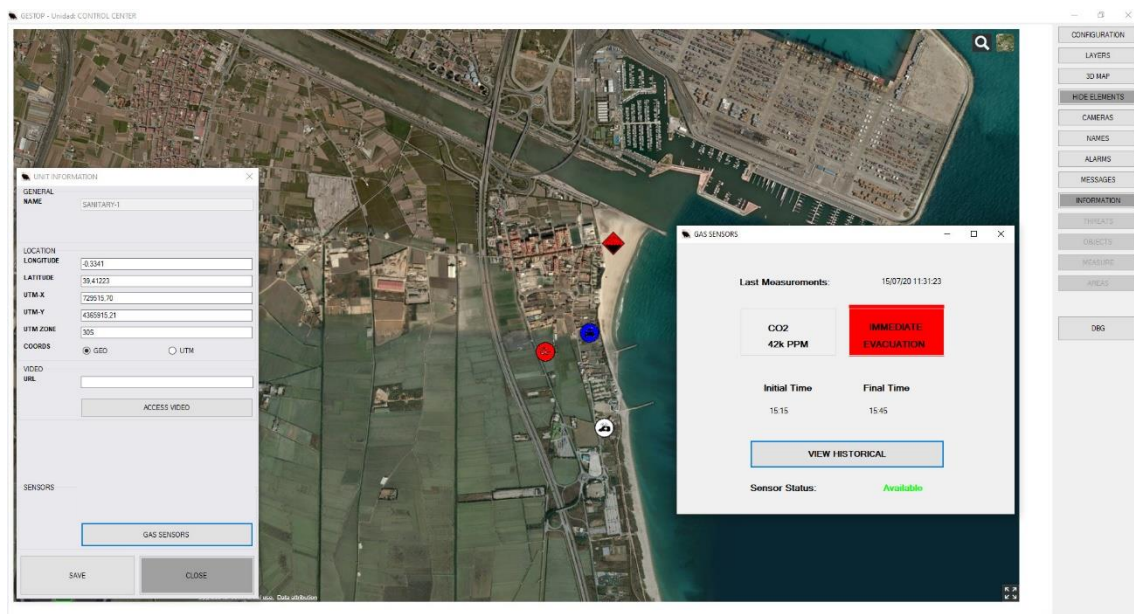 GESTOP - Unidad: CONTROL CENTER
CONFIGURATION
LAYERS
3D MAP
HIDE ELEMENTS
CAMERAS
NAMES
ALARMS
MESSAGES
INFORMATION
THREATS
OBJECTS
MEASURE
AREAS
DBG
UNIT INFORMATION
GENERAL
NAME
SANITARY-1
LOCATION
LONGITUDE
-0,3341
LATITUDE
39,41223
UTM-X
729515,70
UTM-Y
4365815,21
UTM ZONE
30S
COORDS
GEO
UTM
VIDEO
URL
ACCESS VIDEO
SENSORS
GAS SENSORS
SAVE
CLOSE
GAS SENSORS
Last Measurements:
15/07/20 11:31:23
CO2
42k PPM
IMMEDIATE
EVACUATION
Initial Time
Final Time
15:15
15:45
VIEW HISTORICAL
Sensor Status:
Available
use, Data attribution